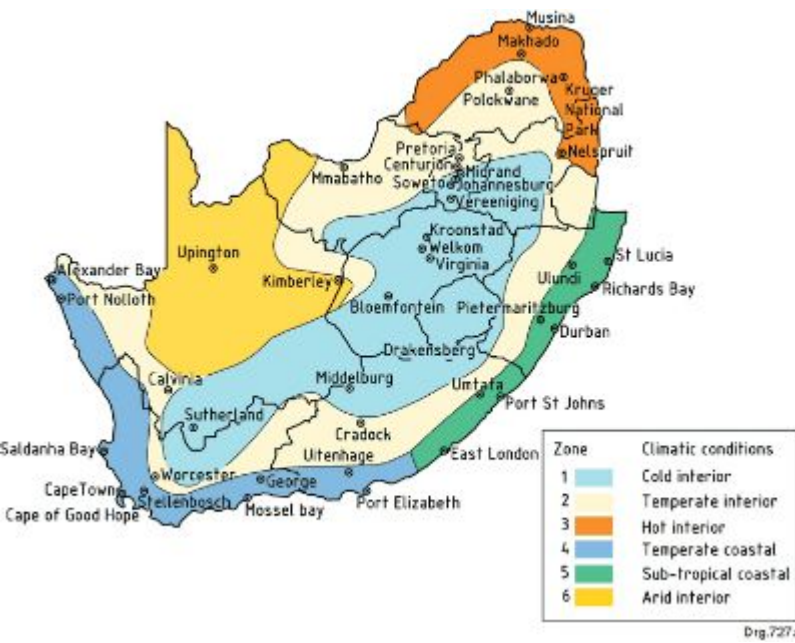 Musina
Makhado
Phalaborwa
Polokwane
Kruger
National
Park
Nelspruit
Pretoria
Centurion
Midrand
Soweto
Johannesburg
Vereeniging
Mmabatho
Kroonstad
Welkom
Virginia
Upington
Kimberley
Bloemfontein
Ulundi
St Lucia
Richards Bay
Pietermaritzburg
Durban
Alexander Bay
Port Nolloth
Drakensberg
Calvinia
Middelburg
Umtata
Port St Johns
Sutherland
Cradock
Saldanha Bay
Worcester
Uitenhage
East London
CapeTown
Stellenbosch
George
Cape of Good Hope
Mossel bay
Port Elizabeth
Zone Climatic conditions
1 Cold interior
2 Temperate interior
3 Hot interior
4 Temperate coastal
5 Sub-tropical coastal
6 Arid interior